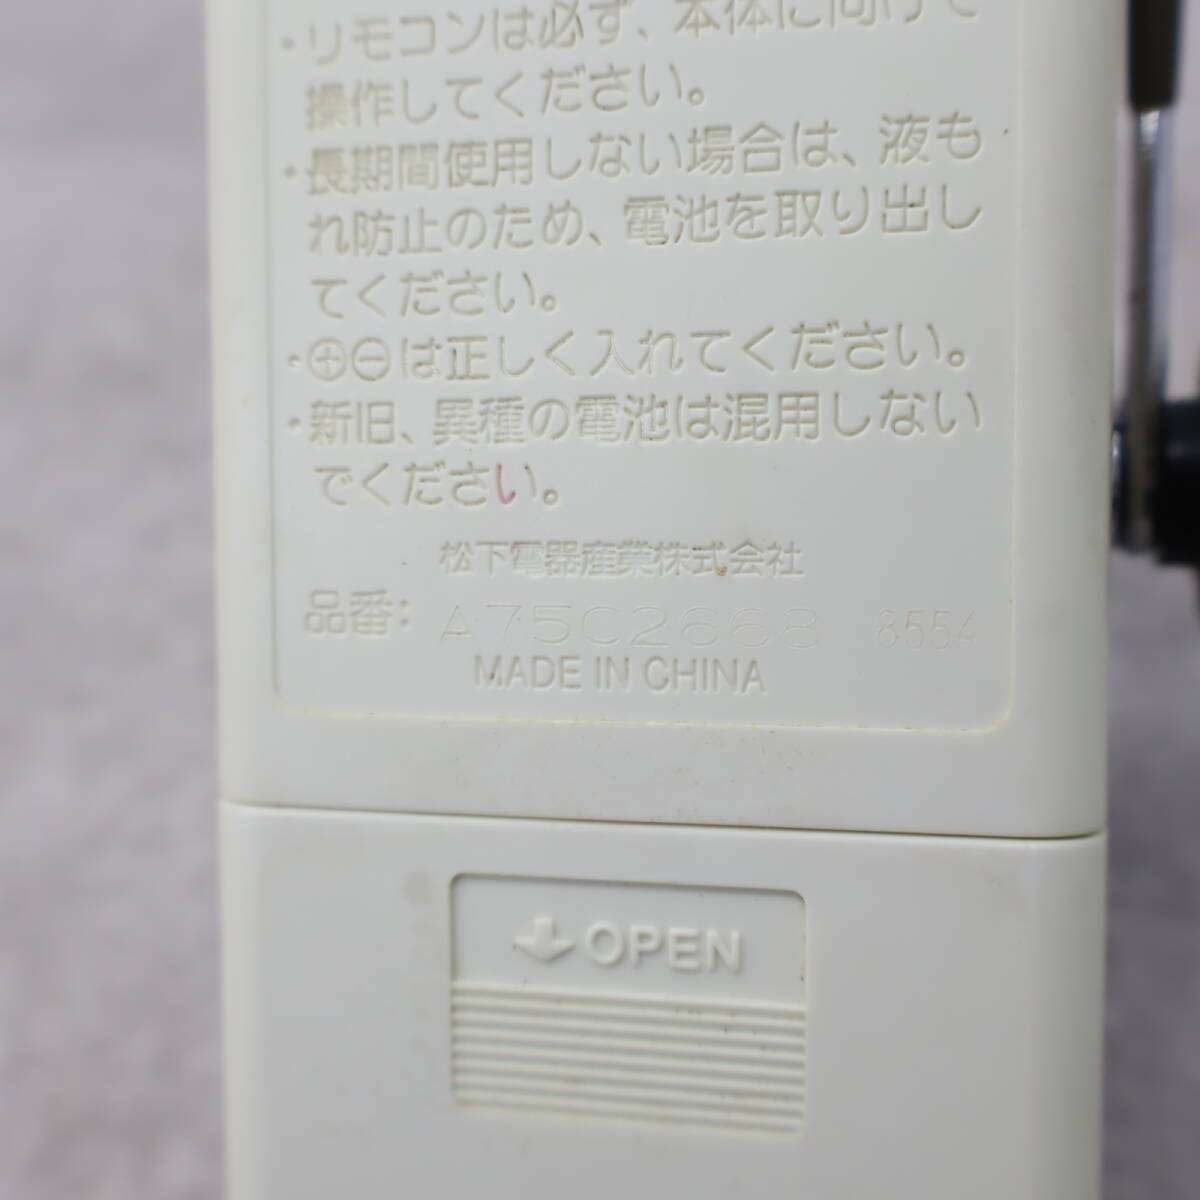 ・リモコンは必ず、本体に向けて
操作してください。
・長期間使用しない場合は、液も
れ防止のため、電池を取り出し
てください。
・⊕⊖は正しく入れてください。
・新旧、異種の電池は混用しない
でください。
松下電器産業株式会社
品番: A75C2668 8554
MADE IN CHINA
↓OPEN